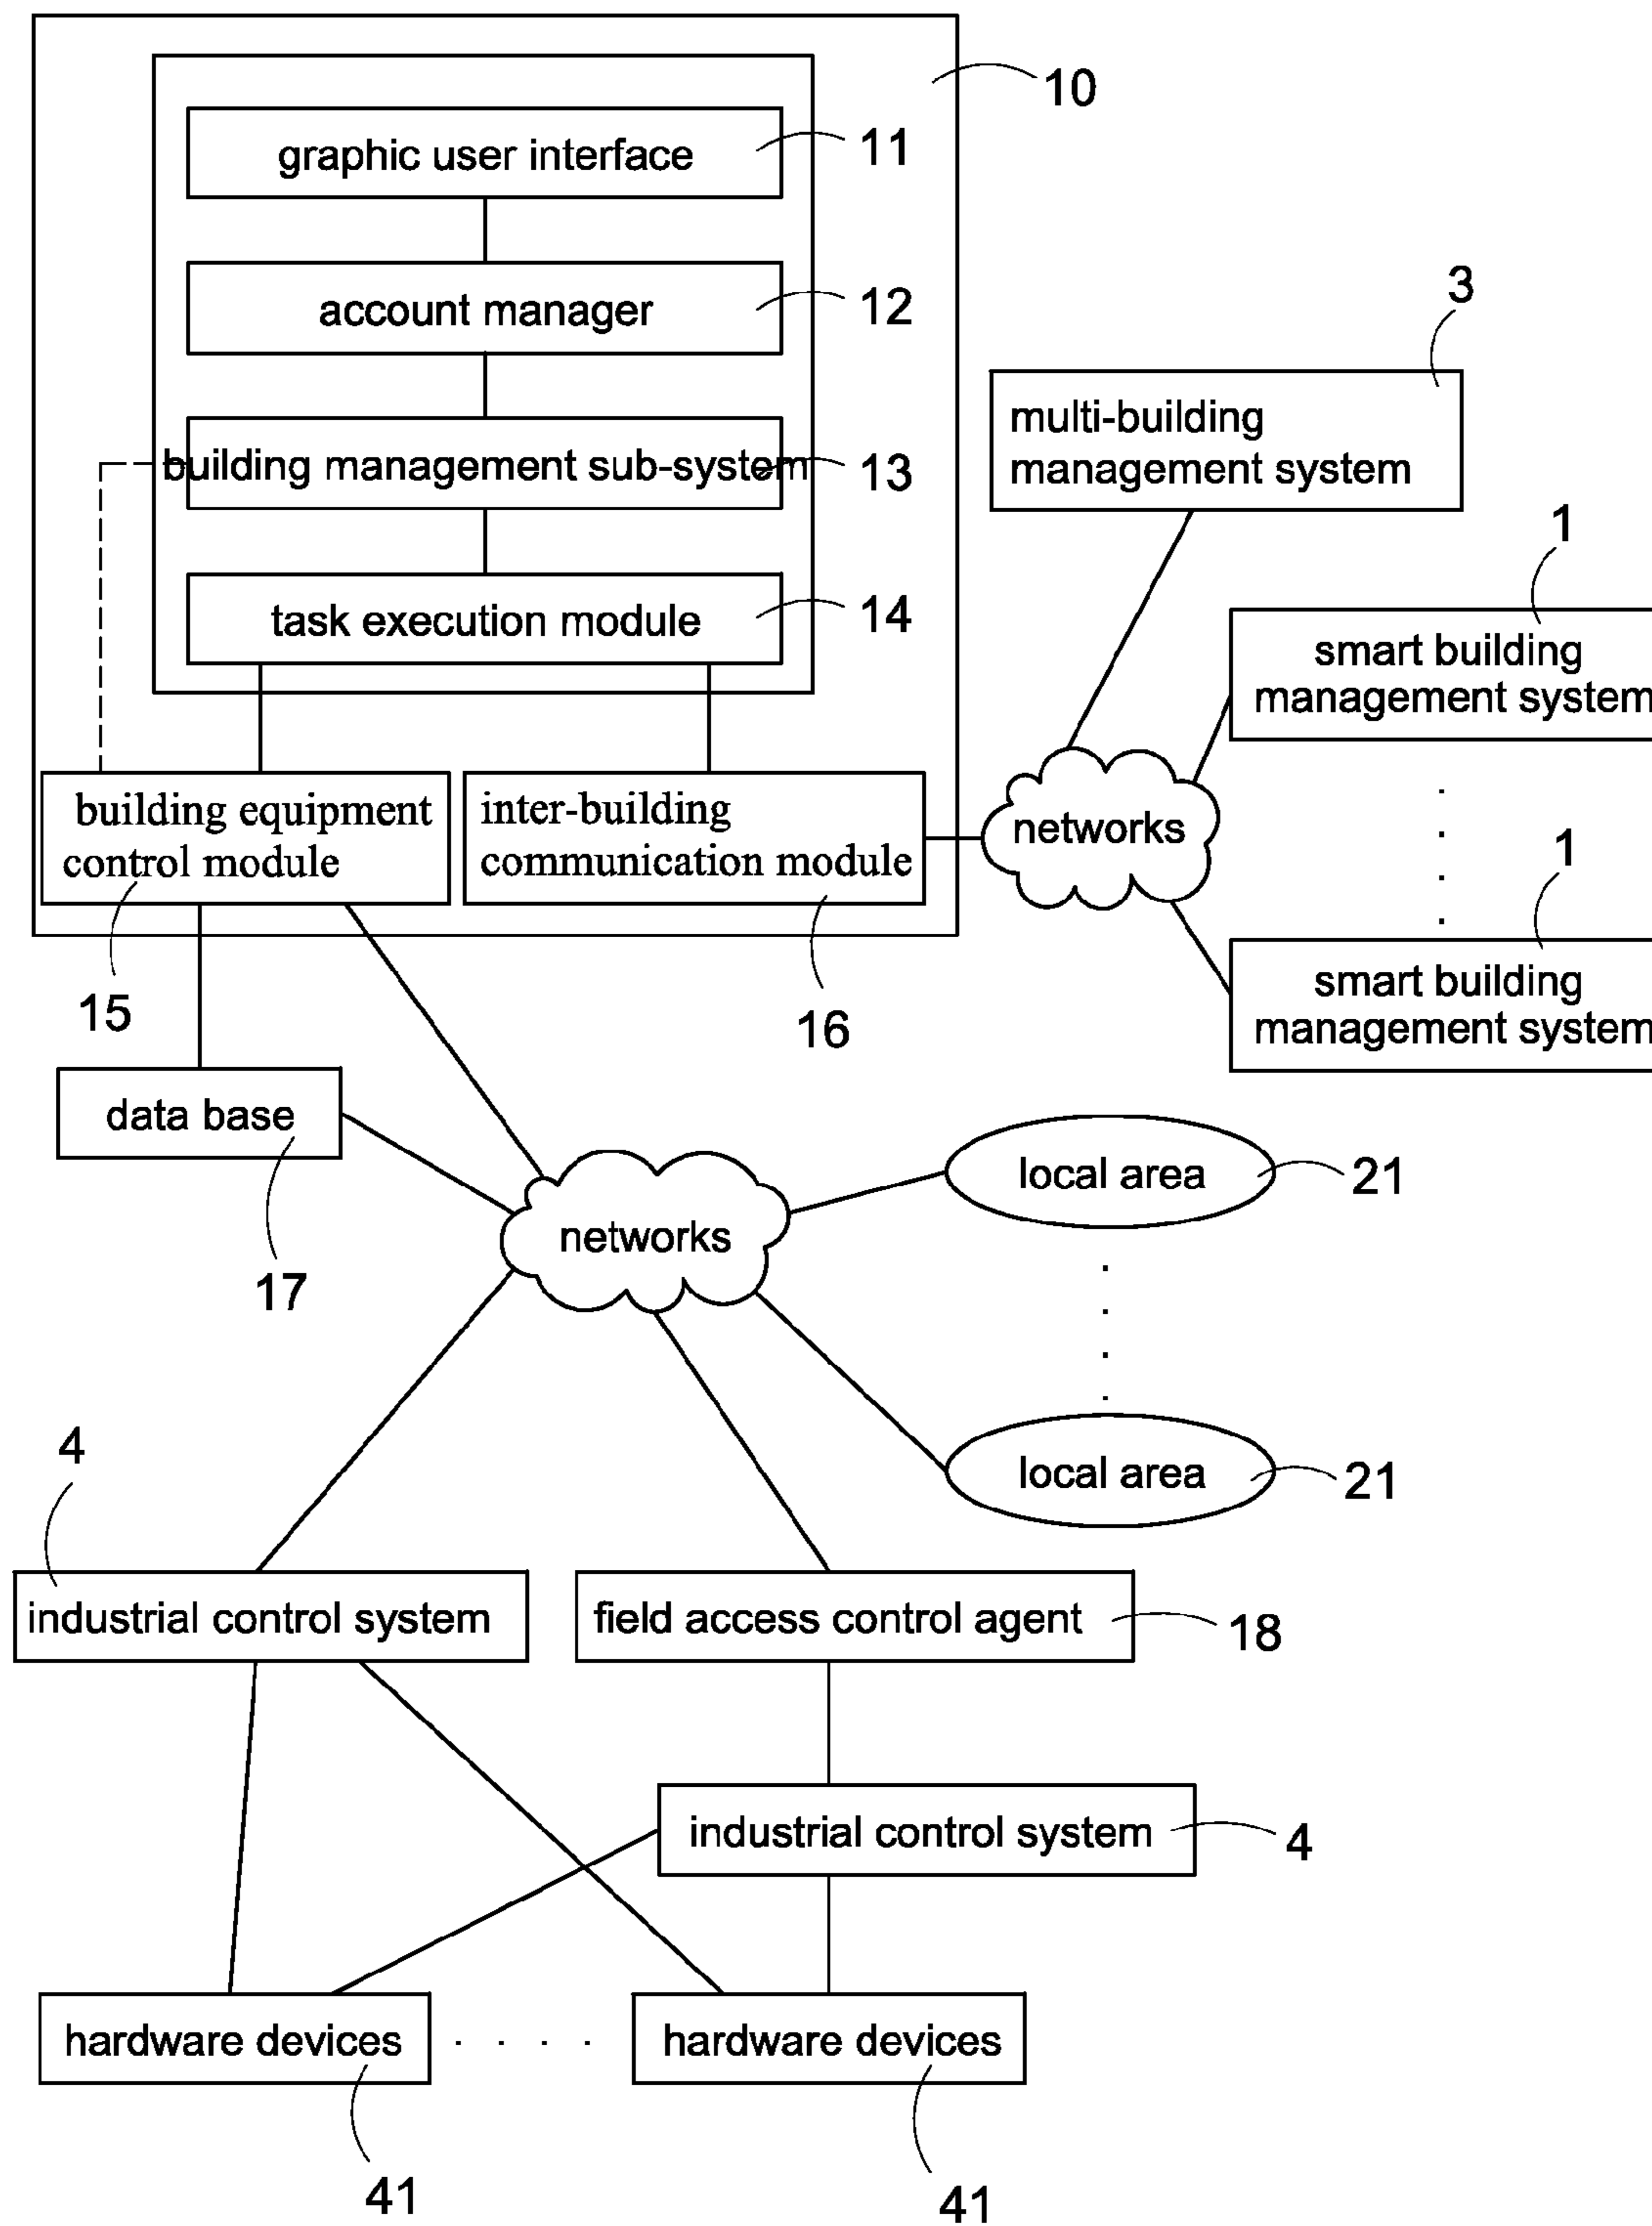 10
graphic user interface
11
account manager
12
building management sub-system
13
task execution module
14
3
multi-building
management system
1
smart building
management system
building equipment
control module
15
inter-building
communication module
16
networks
1
smart building
management system
data base
17
networks
local area
21
local area
21
4
industrial control system
field access control agent
18
industrial control system
4
hardware devices
41
hardware devices
41